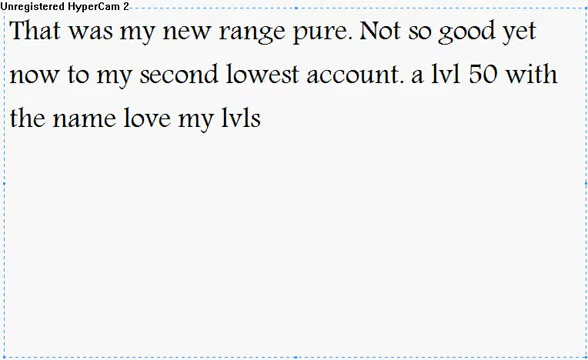 Unregistered HyperCam 2
That was my new range pure. Not so good yet
now to my second lowest account. a lvl 50 with
the name love my lvls